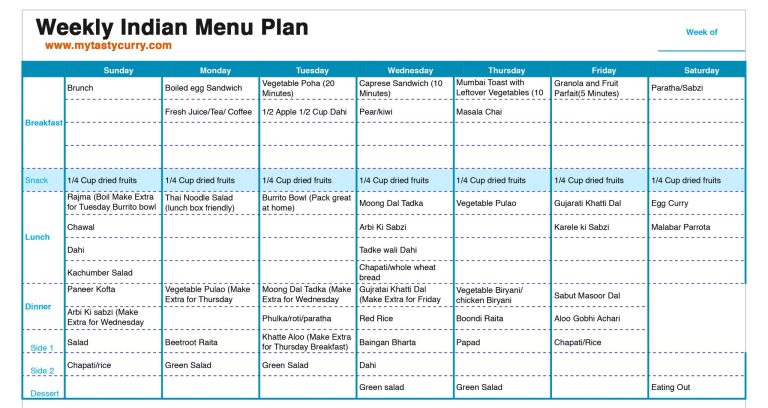 Weekly Indian Menu Plan
www.mytastycurry.com
Week of
Sunday Monday Tuesday Wednesday Thursday Friday Saturday
Breakfast
Brunch
Boiled egg Sandwich
Vegetable Poha (20
Minutes)
Caprese Sandwich (10
Minutes)
Mumbai Toast with
Leftover Vegetables (10
Granola and Fruit
Parfait(5 Minutes)
Paratha/Sabzi
Fresh Juice/Tea/ Coffee
1/2 Apple 1/2 Cup Dahi
Pear/kiwi
Masala Chai
Snack
1/4 Cup dried fruits
1/4 Cup dried fruits
1/4 Cup dried fruits
1/4 Cup dried fruits
1/4 Cup dried fruits
1/4 Cup dried fruits
1/4 Cup dried fruits
Lunch
Rajma (Boil Make Extra
for Tuesday Burrito bowl
Thai Noodle Salad
(lunch box friendly)
Burrito Bowl (Pack great
at home)
Moong Dal Tadka
Vegetable Pulao
Gujarati Khatti Dal
Egg Curry
Chawal
Arbi Ki Sabzi
Karele ki Sabzi
Malabar Parrota
Dahi
Tadke wali Dahi
Kachumber Salad
Chapati/whole wheat
bread
Dinner
Paneer Kofta
Vegetable Pulao (Make
Extra for Thursday
Moong Dal Tadka (Make
Extra for Wednesday
Gujratai Khatti Dal
(Make Extra for Friday
Vegetable Biryani/
chicken Biryani
Sabut Masoor Dal
Arbi Ki sabzi (Make
Extra for Wednesday
Phulka/roti/paratha
Red Rice
Boondi Raita
Aloo Gobhi Achari
Side 1
Salad
Beetroot Raita
Khatte Aloo (Make Extra
for Thursday Breakfast)
Baingan Bharta
Papad
Chapati/Rice
Side 2
Chapati/rice
Green Salad
Green Salad
Dahi
Dessert
Green salad
Green Salad
Eating Out